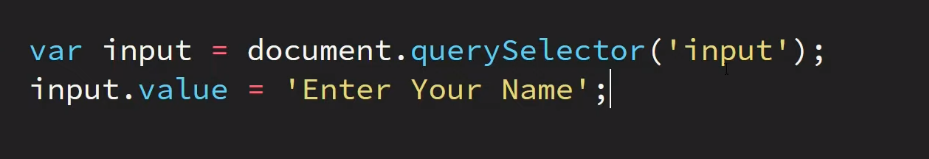 var input = document.querySelector('input');
input.value = 'Enter Your Name';